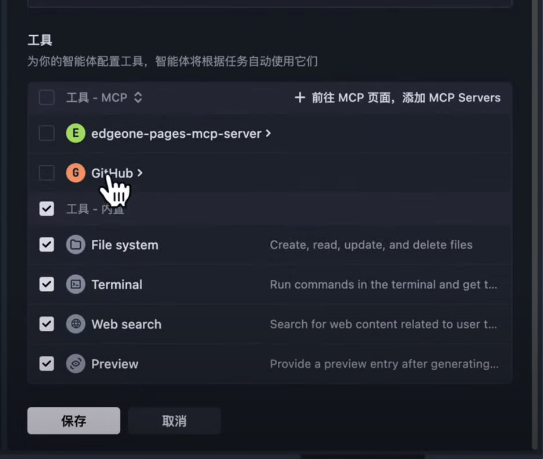 工具
为你的智能体配置工具，智能体将根据任务自动使用它们
工具 - MCP + 前往 MCP 页面，添加 MCP Servers
E edgeone-pages-mcp-server >
G GitHub >
工具 - 内置
File system Create, read, update, and delete files
Terminal Run commands in the terminal and get t...
Web search Search for web content related to user t...
Preview Provide a preview entry after generating...
保存 取消